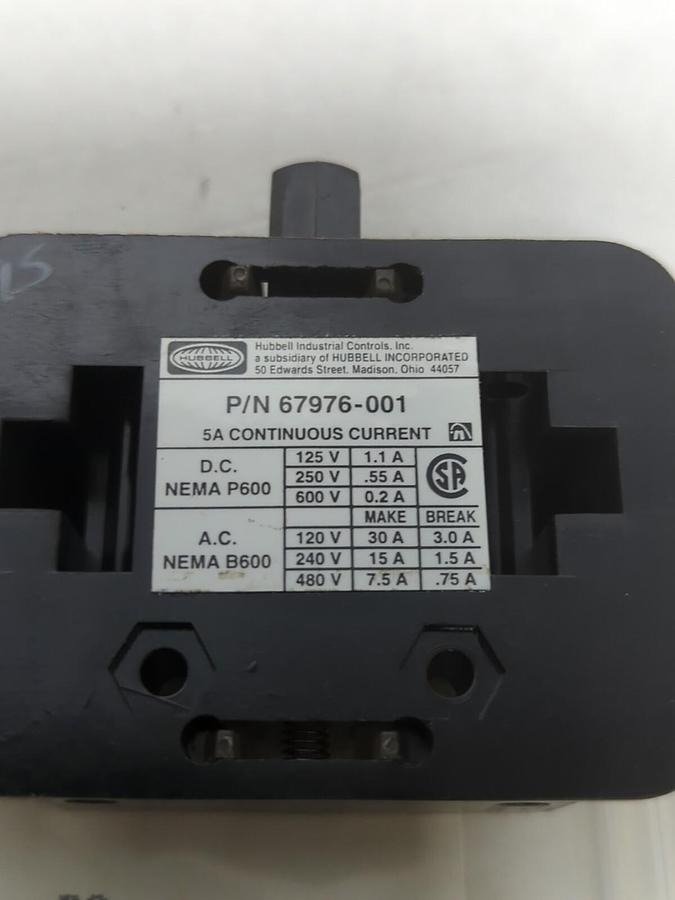 HUBBELL
Hubbell Industrial Controls, Inc.
a subsidiary of HUBBELL INCORPORATED
50 Edwards Street, Madison, Ohio 44057
P/N 67976-001
5A CONTINUOUS CURRENT
D.C.
NEMA P600
125 V 1.1 A
250 V .55 A
600 V 0.2 A
SA
MAKE BREAK
A.C.
NEMA B600
120 V 30 A 3.0 A
240 V 15 A 1.5 A
480 V 7.5 A .75 A